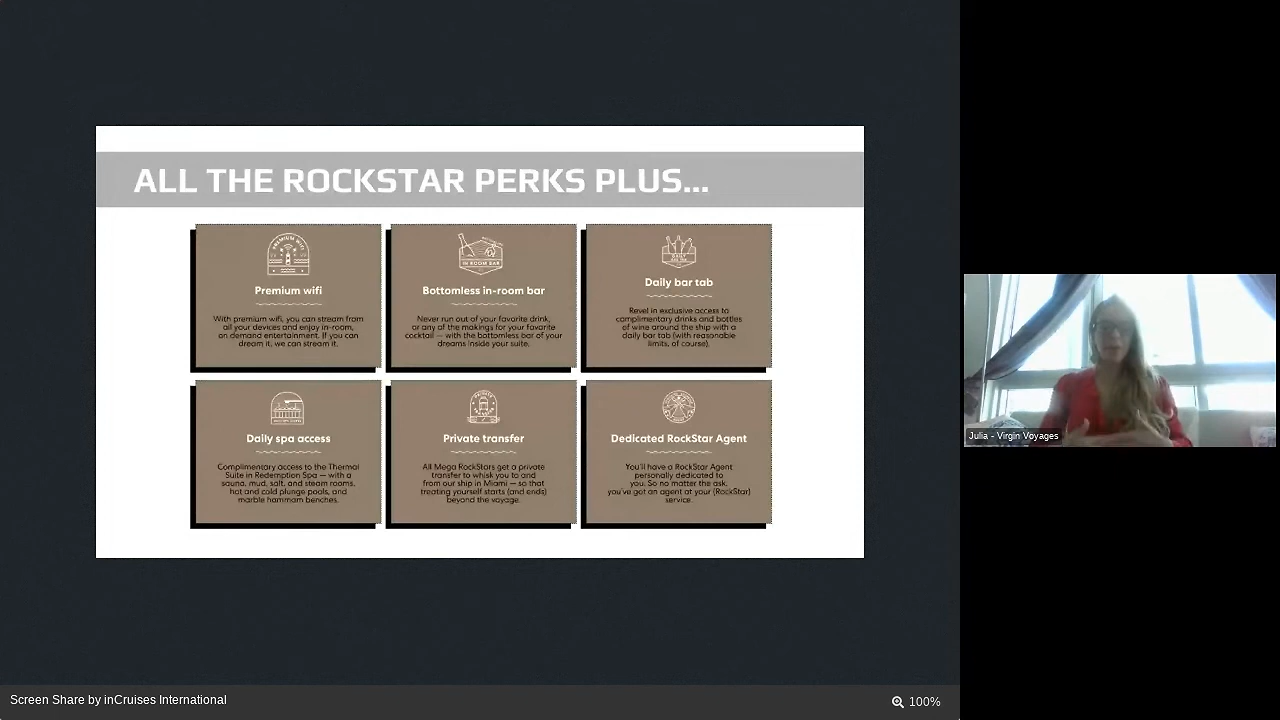 ALL THE ROCKSTAR PERKS PLUS...
PREMIUM WIFI
Premium wifi
With premium wifi, you can stream from
all your devices and enjoy in-room,
on demand entertainment. If you can
dream it, we can stream it.
IN ROOM BAR
Bottomless in-room bar
Never run out of your favorite drink,
or any of the makings for your favorite
cocktail — with the bottomless bar of your
dreams inside your suite.
DAILY
BAR TAB
Daily bar tab
Revel in exclusive access to
complimentary drinks and bottles
of wine around the ship with a
daily bar tab (with reasonable
limits, of course).
Daily spa access
Complimentary access to the Thermal
Suite in Redemption Spa — with a
sauna, mud, salt, and steam rooms,
hot and cold plunge pools, and
marble hammam benches.
Private transfer
All Mega RockStars get a private
transfer to whisk you to and
from our ship in Miami — so that
treating yourself starts (and ends)
beyond the voyage.
Dedicated RockStar Agent
You'll have a RockStar Agent
personally dedicated to
you. So no matter the ask,
you've got an agent at your (RockStar)
service.
Julia - Virgin Voyages
Screen Share by inCruises International
100%